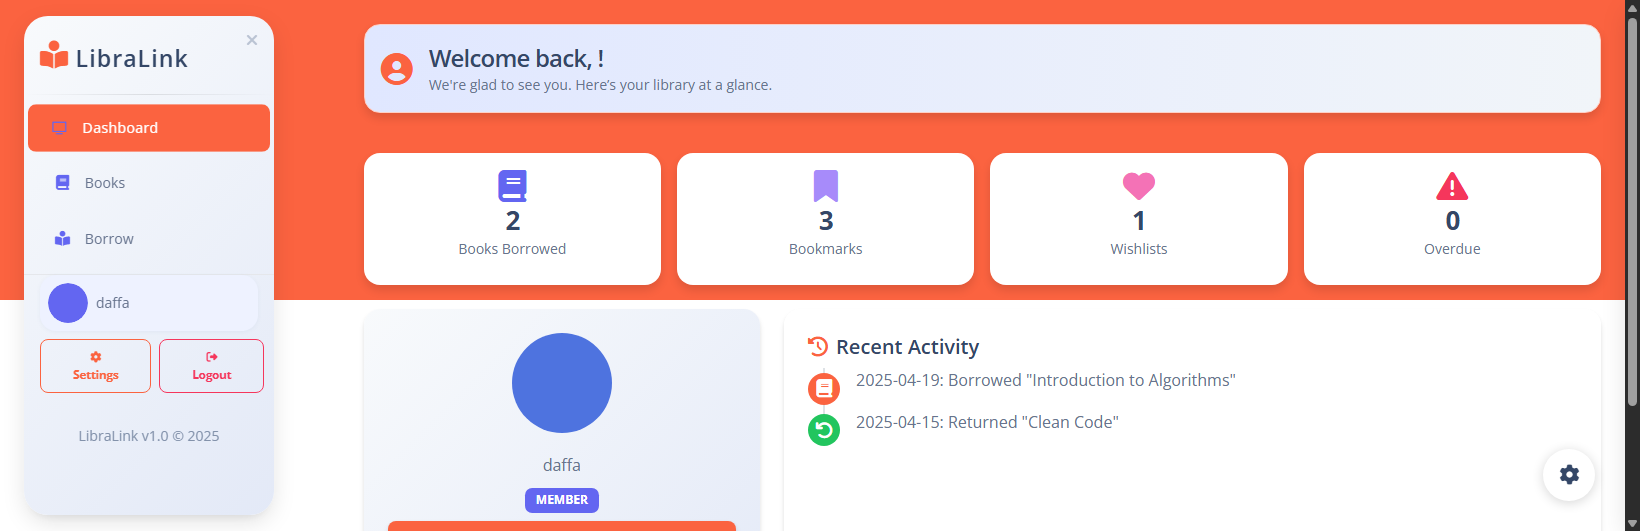 LibraLink
Dashboard
Books
Borrow
daffa
Settings
Logout
LibraLink v1.0 © 2025
Welcome back, !
We're glad to see you. Here’s your library at a glance.
2
Books Borrowed
3
Bookmarks
1
Wishlists
0
Overdue
daffa
MEMBER
Recent Activity
2025-04-19: Borrowed "Introduction to Algorithms"
2025-04-15: Returned "Clean Code"